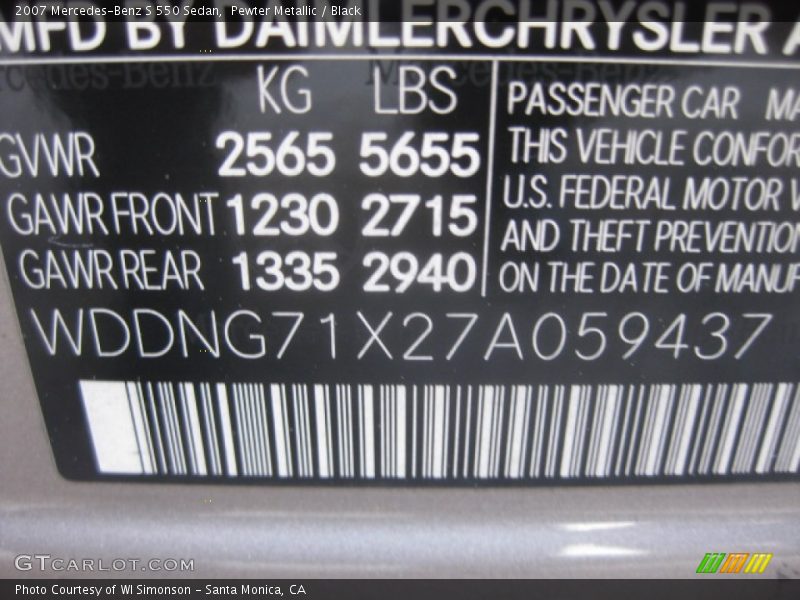 2007 Mercedes-Benz S 550 Sedan, Pewter Metallic / Black
MFD BY DAIMLERCHRYSLER A
KG LBS
GVWR 2565 5655
GAWR FRONT 1230 2715
GAWR REAR 1335 2940
PASSENGER CAR MA
THIS VEHICLE CONFOR
U.S. FEDERAL MOTOR V
AND THEFT PREVENTION
ON THE DATE OF MANUF
WDDNG71X27A059437
GTCARLOT.COM
Photo Courtesy of WI Simonson - Santa Monica, CA